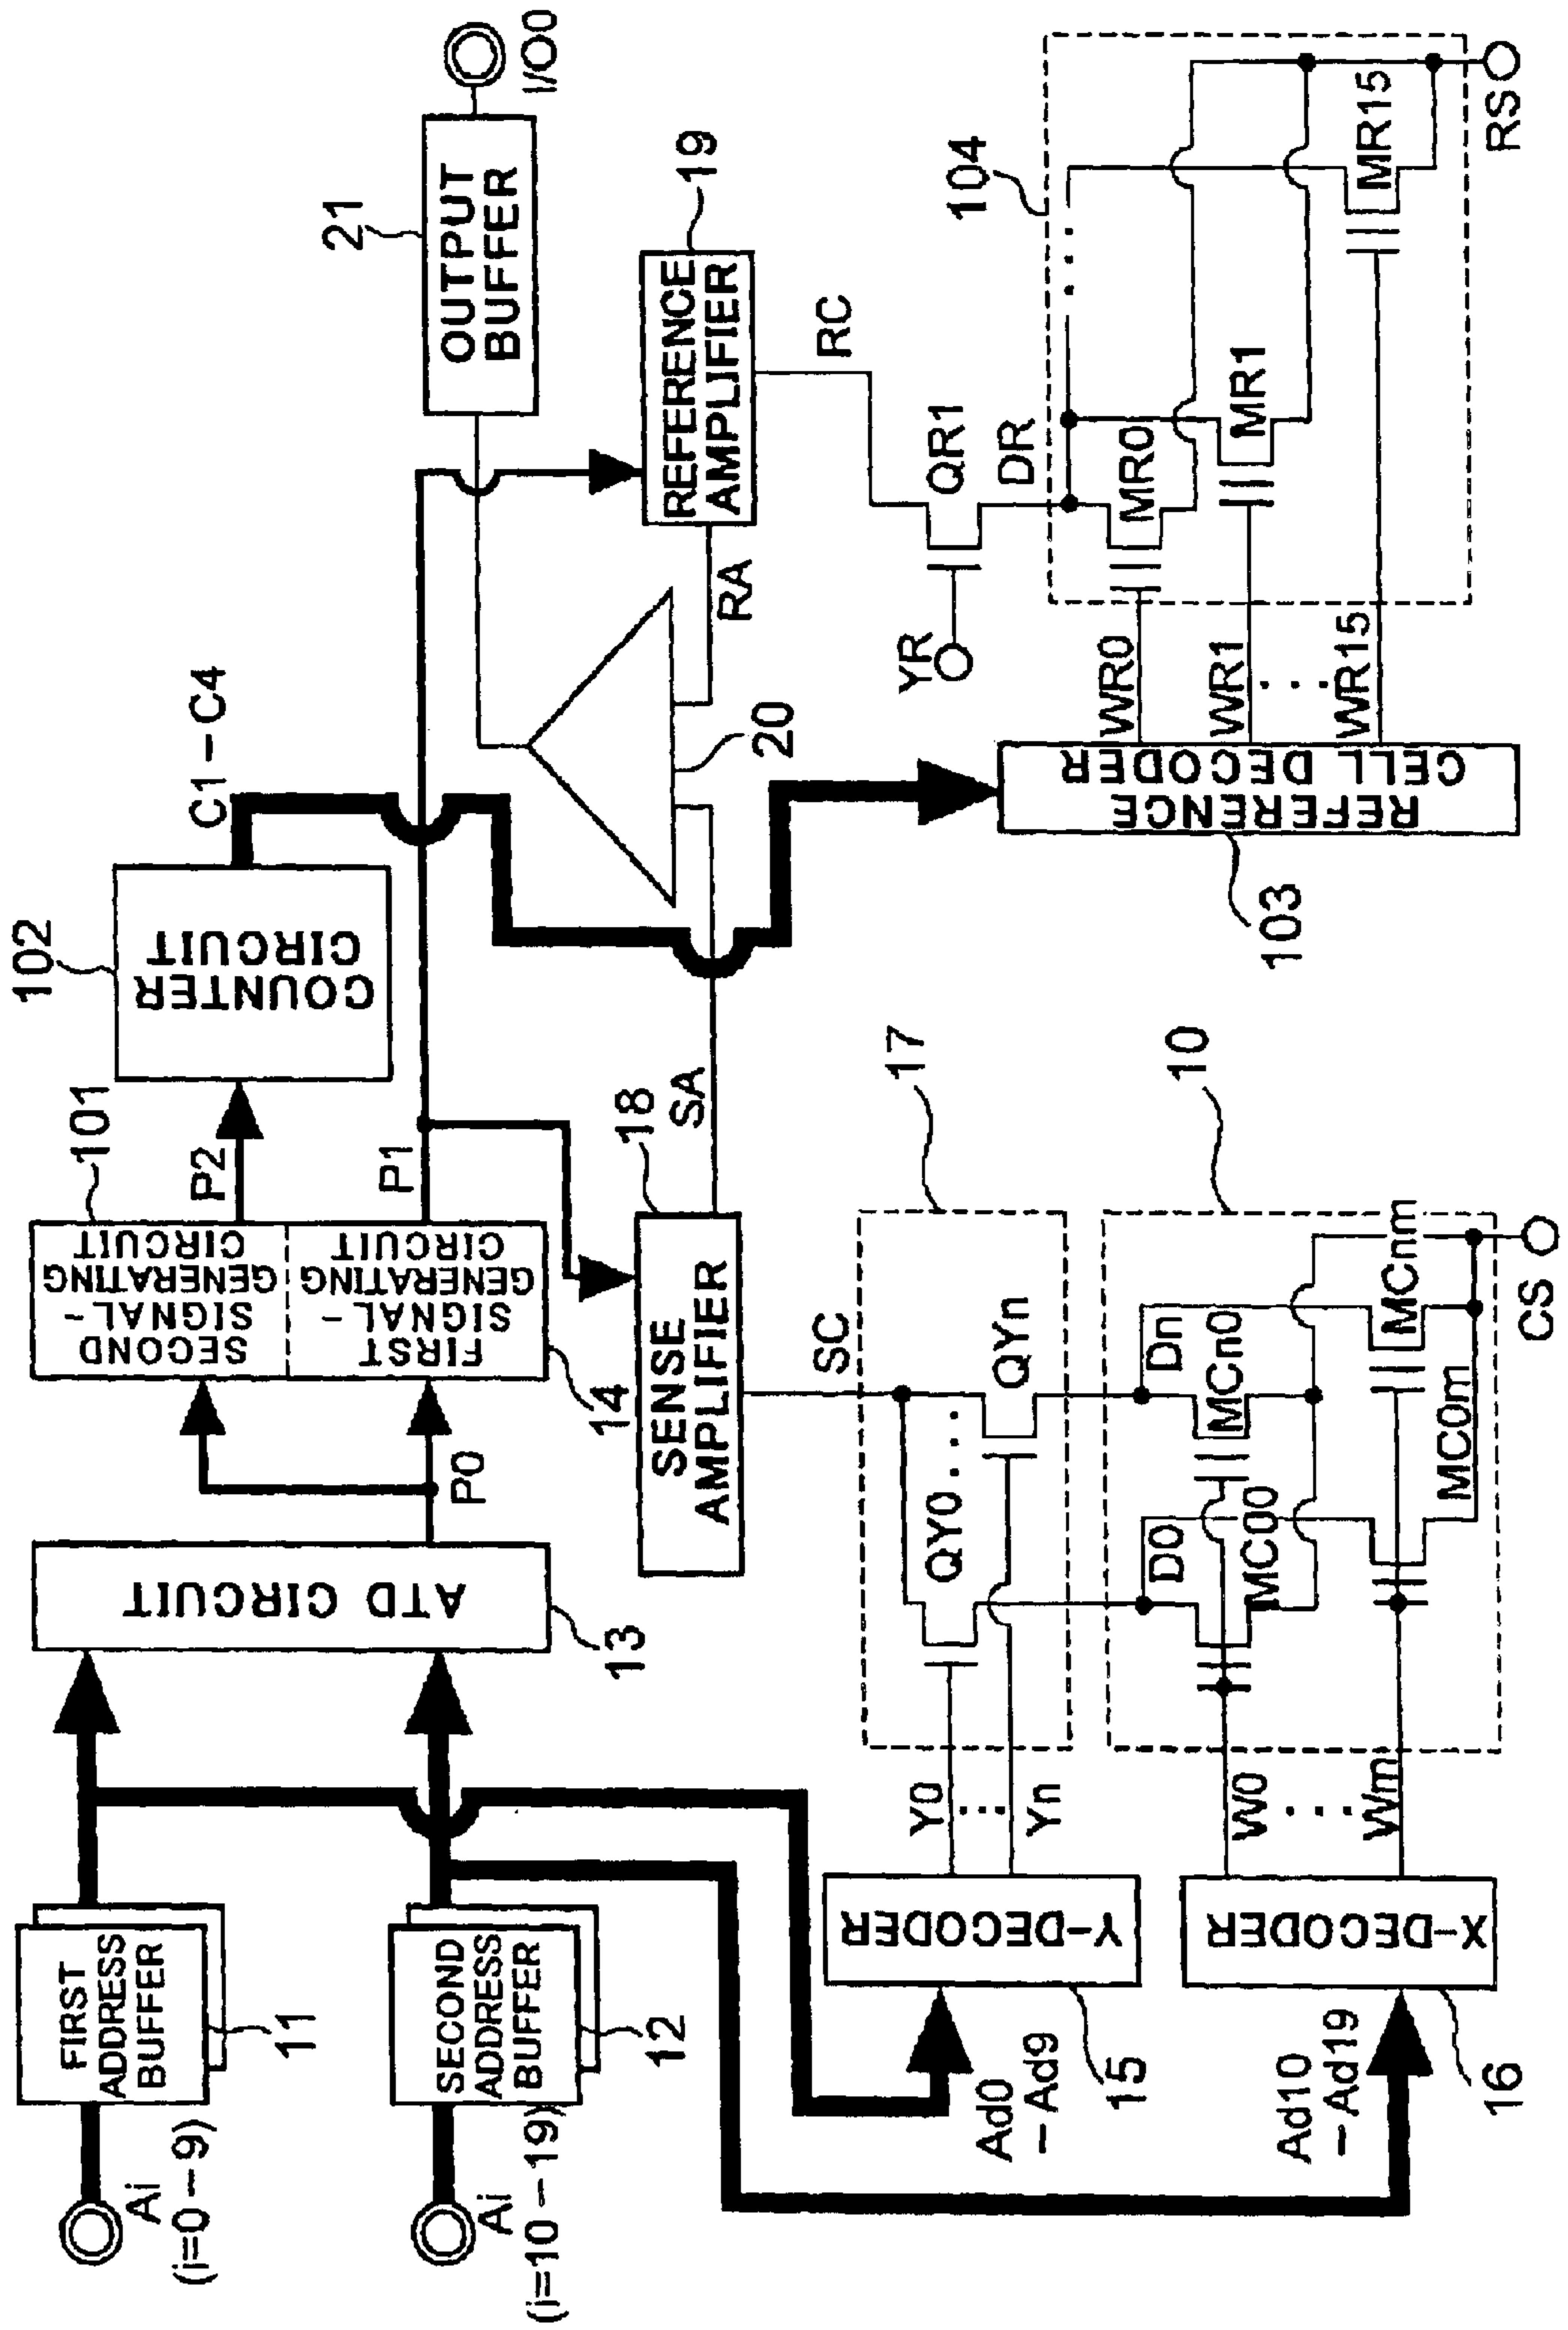 Ai
(i=0–9)
FIRST
ADDRESS
BUFFER
11
Ai
(i=10–19)
SECOND
ADDRESS
BUFFER
12
ATD CIRCUIT
13
P0
SECOND
SIGNAL-
GENERATING
CIRCUIT
101
FIRST
SIGNAL-
GENERATING
CIRCUIT
14
P2
P1
COUNTER
CIRCUIT
102
C1–C4
OUTPUT
BUFFER
21
I/O0
SENSE
AMPLIFIER
18
SA
20
RA
REFERENCE
AMPLIFIER
19
SC
RC
Ad0
–Ad9
Y-DECODER
15
Y0
Yn
QY0
QYn
17
Ad10
–Ad19
X-DECODER
16
W0
Wm
D0
Dn
MC00
MCn0
MC0m
MCnm
10
CS
REFERENCE
CELL DECODER
103
YR
QR1
DR
WR0
WR1
WR15
MR0
MR1
MR15
104
RS